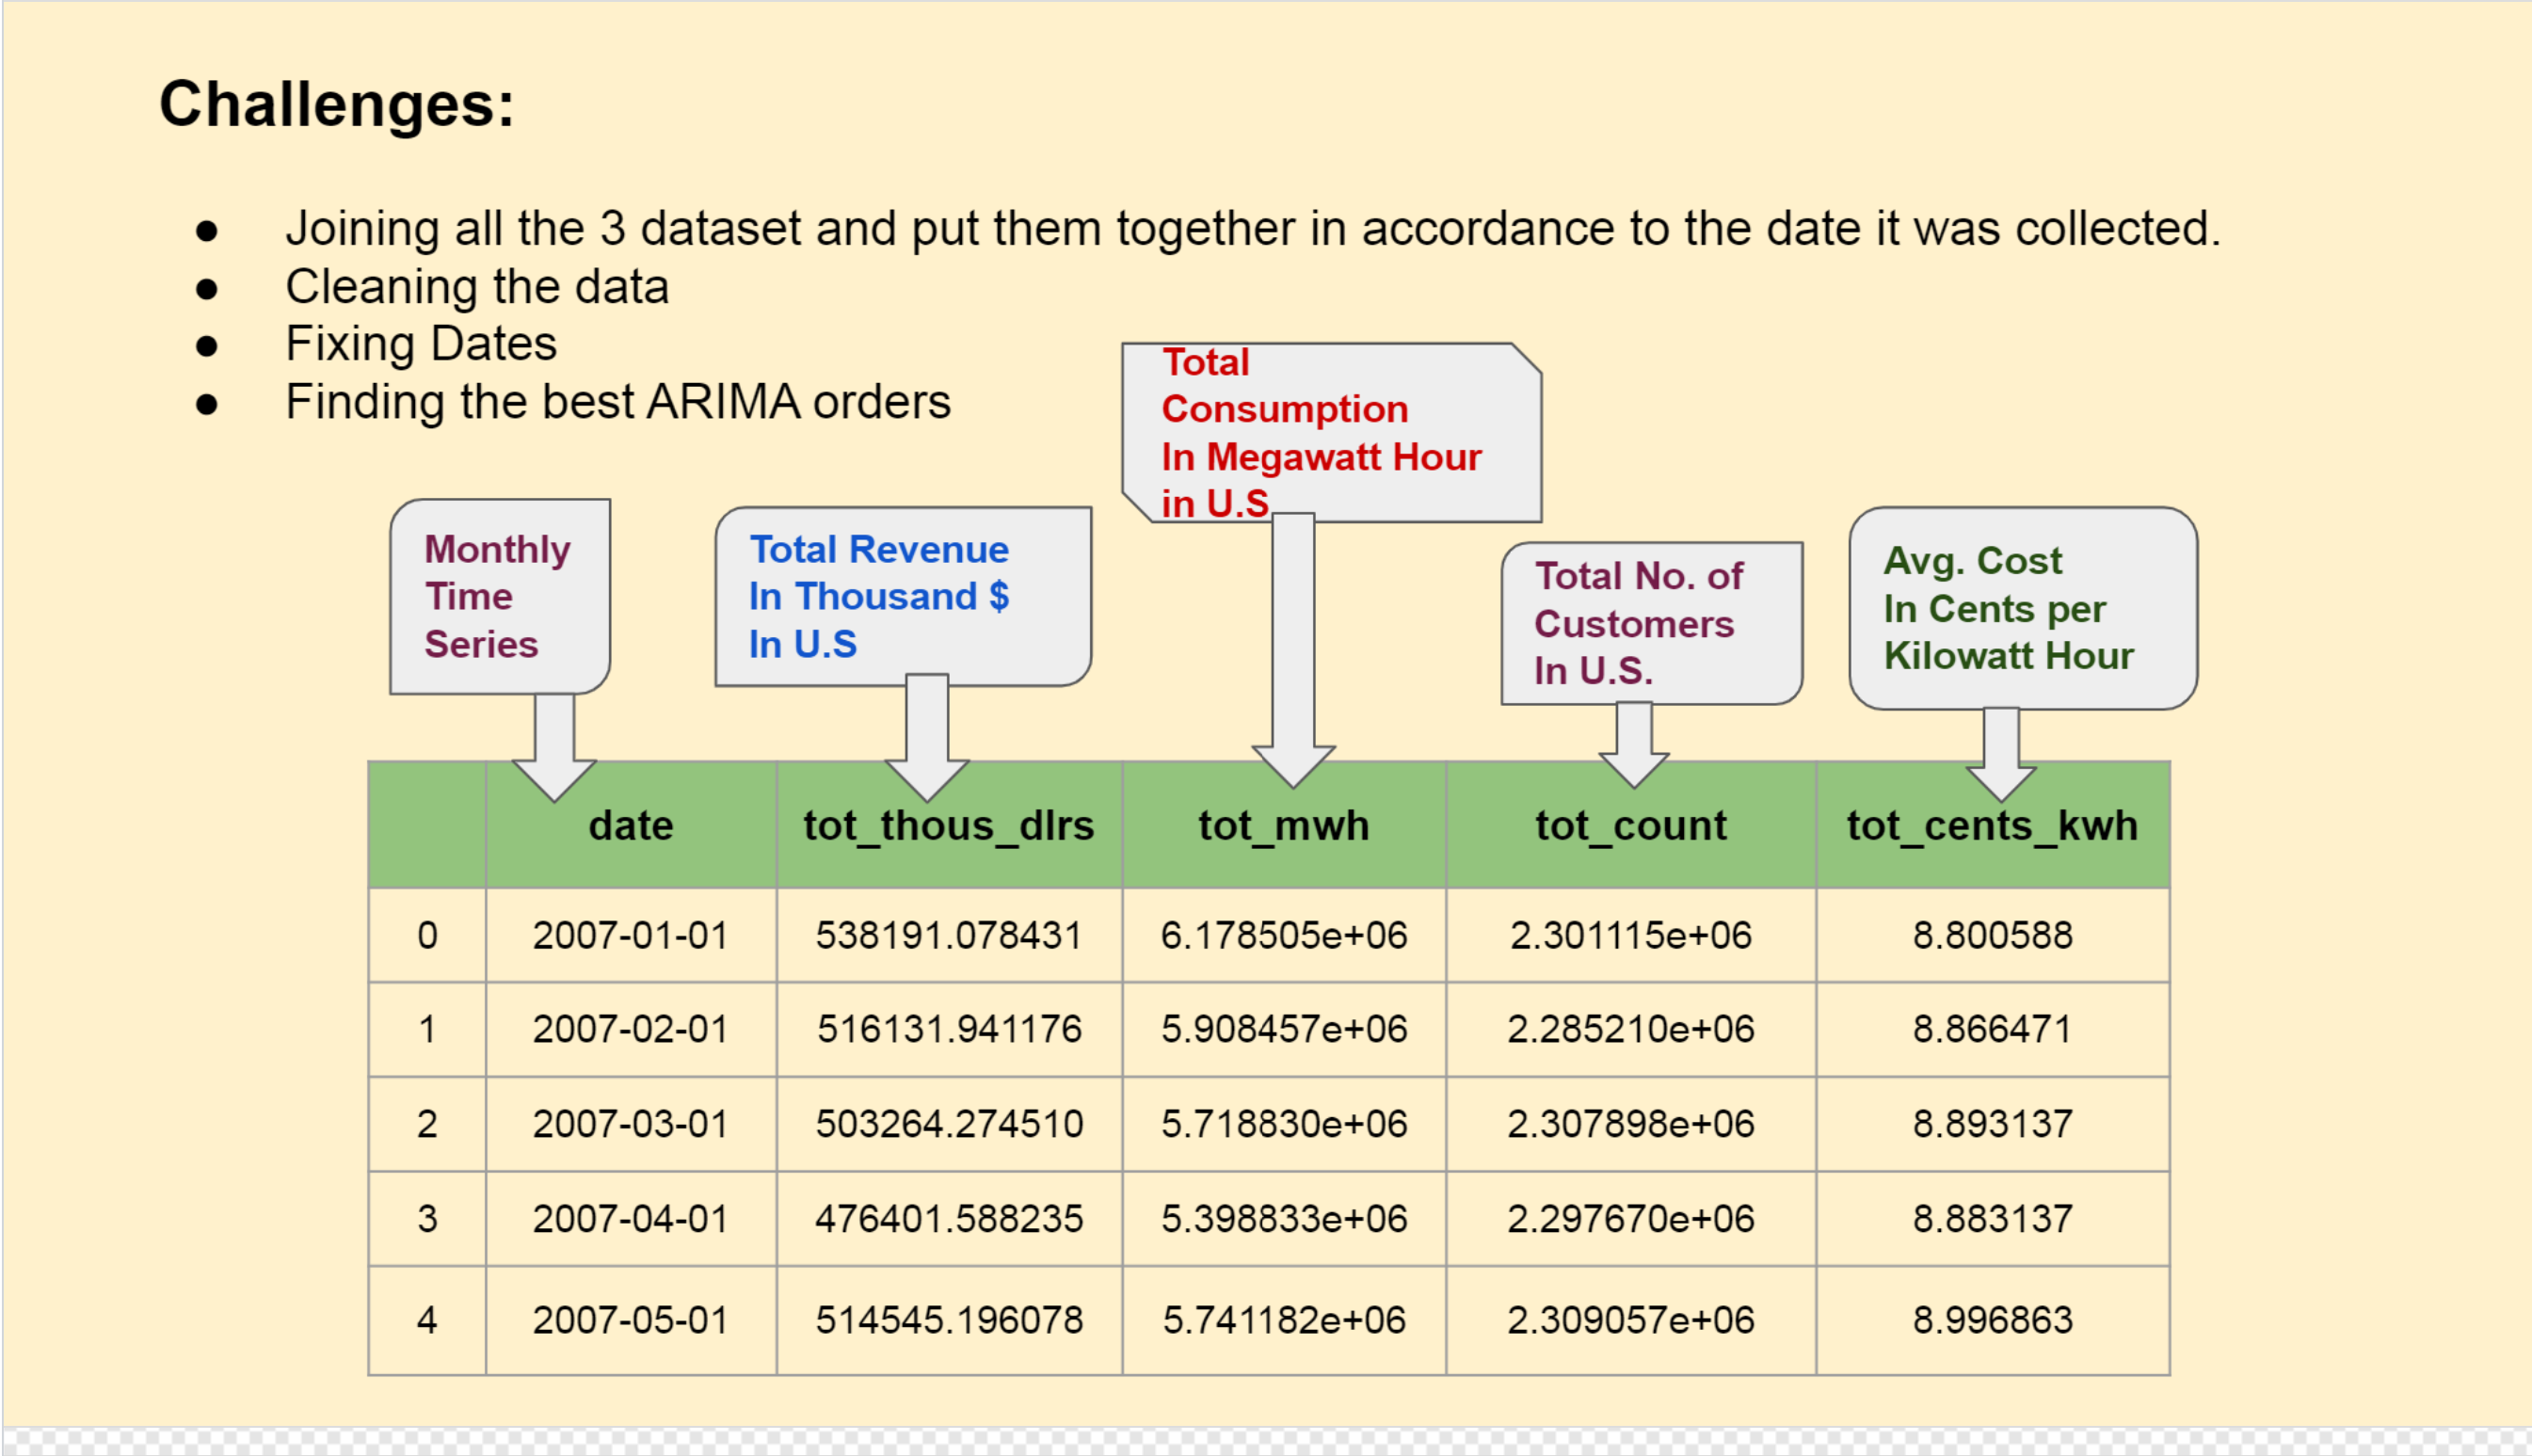 Challenges:
● Joining all the 3 dataset and put them together in accordance to the date it was collected.
● Cleaning the data
● Fixing Dates
● Finding the best ARIMA orders
Total
Consumption
In Megawatt Hour
in U.S
Monthly
Time
Series
Total Revenue
In Thousand $
In U.S
Total No. of
Customers
In U.S.
Avg. Cost
In Cents per
Kilowatt Hour
date tot_thous_dlrs tot_mwh tot_count tot_cents_kwh
0 2007-01-01 538191.078431 6.178505e+06 2.301115e+06 8.800588
1 2007-02-01 516131.941176 5.908457e+06 2.285210e+06 8.866471
2 2007-03-01 503264.274510 5.718830e+06 2.307898e+06 8.893137
3 2007-04-01 476401.588235 5.398833e+06 2.297670e+06 8.883137
4 2007-05-01 514545.196078 5.741182e+06 2.309057e+06 8.996863